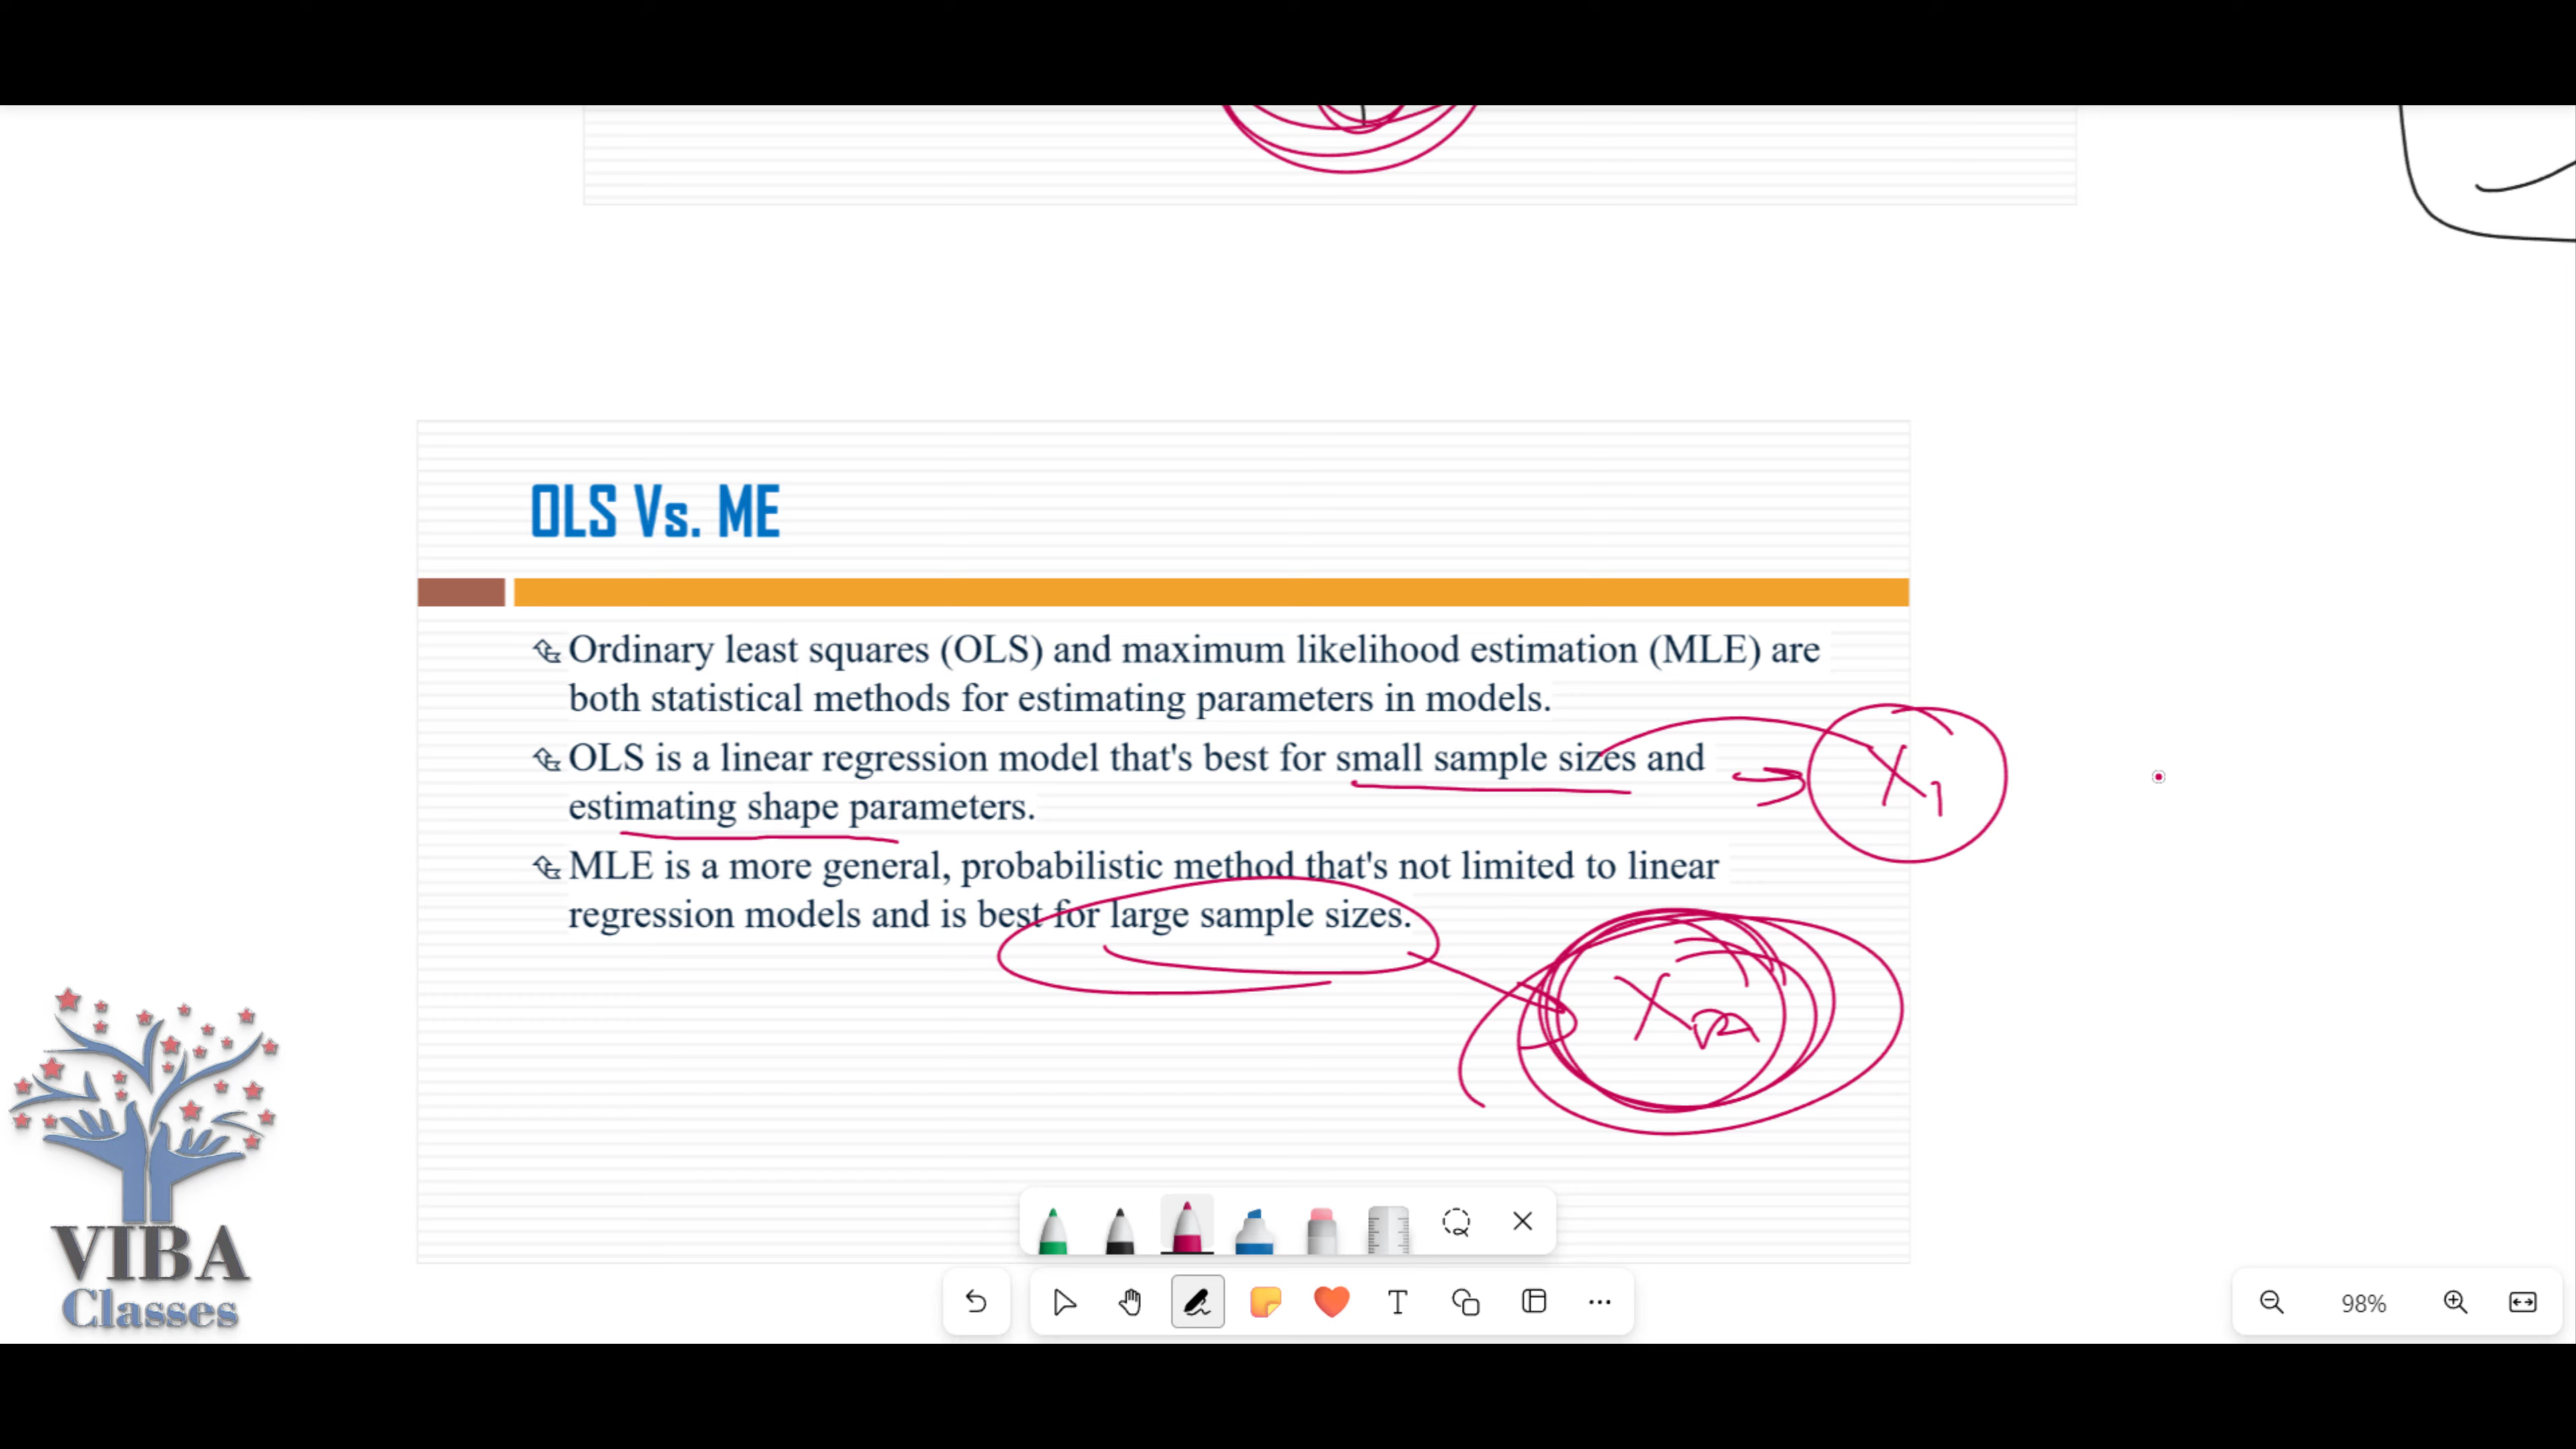 OLS Vs. ME
Ordinary least squares (OLS) and maximum likelihood estimation (MLE) are
both statistical methods for estimating parameters in models.
OLS is a linear regression model that's best for small sample sizes and
estimating shape parameters.
X1
MLE is a more general, probabilistic method that's not limited to linear
regression models and is best for large sample sizes.
VIBA
Classes
98%